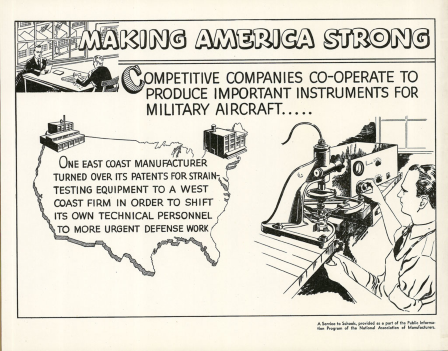 MAKING AMERICA STRONG
COMPETITIVE COMPANIES CO-OPERATE TO
PRODUCE IMPORTANT INSTRUMENTS FOR
MILITARY AIRCRAFT.....
ONE EAST COAST MANUFACTURER
TURNED OVER ITS PATENTS FOR STRAIN-
TESTING EQUIPMENT TO A WEST
COAST FIRM IN ORDER TO SHIFT
ITS OWN TECHNICAL PERSONNEL
TO MORE URGENT DEFENSE WORK
A Service to Schools, provided as a part of the Public Informa-
tion Program of the National Association of Manufacturers.